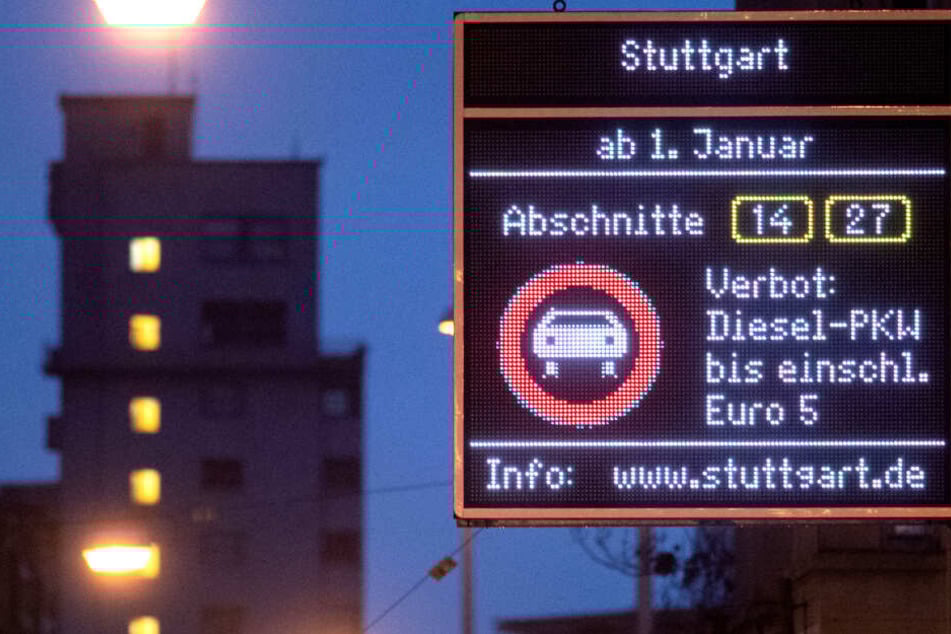 Stuttgart
ab 1. Januar
Abschnitte 14 27
Verbot:
Diesel-PKW
bis einschl.
Euro 5
Info: www.stuttgart.de